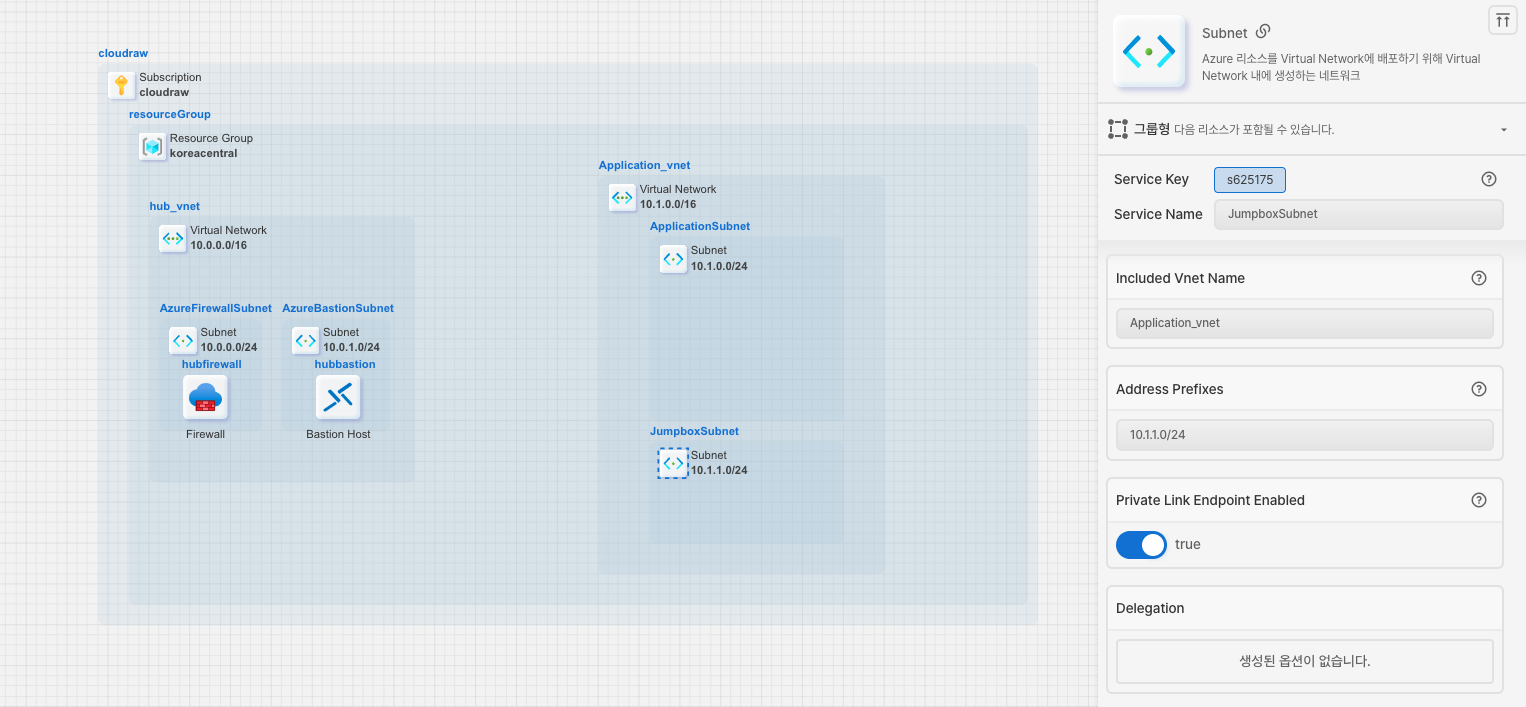 cloudraw
Subscription
cloudraw
resourceGroup
Resource Group
koreacentral
hub_vnet
Virtual Network
10.0.0.0/16
AzureFirewallSubnet
Subnet
10.0.0.0/24
hubfirewall
Firewall
AzureBastionSubnet
Subnet
10.0.1.0/24
hubbastion
Bastion Host
Application_vnet
Virtual Network
10.1.0.0/16
ApplicationSubnet
Subnet
10.1.0.0/24
JumpboxSubnet
Subnet
10.1.1.0/24
Subnet
Azure 리소스를 Virtual Network에 배포하기 위해 Virtual
Network 내에 생성하는 네트워크
그룹형 다음 리소스가 포함될 수 있습니다.
Service Key s625175
Service Name JumpboxSubnet
Included Vnet Name
Application_vnet
Address Prefixes
10.1.1.0/24
Private Link Endpoint Enabled
true
Delegation
생성된 옵션이 없습니다.